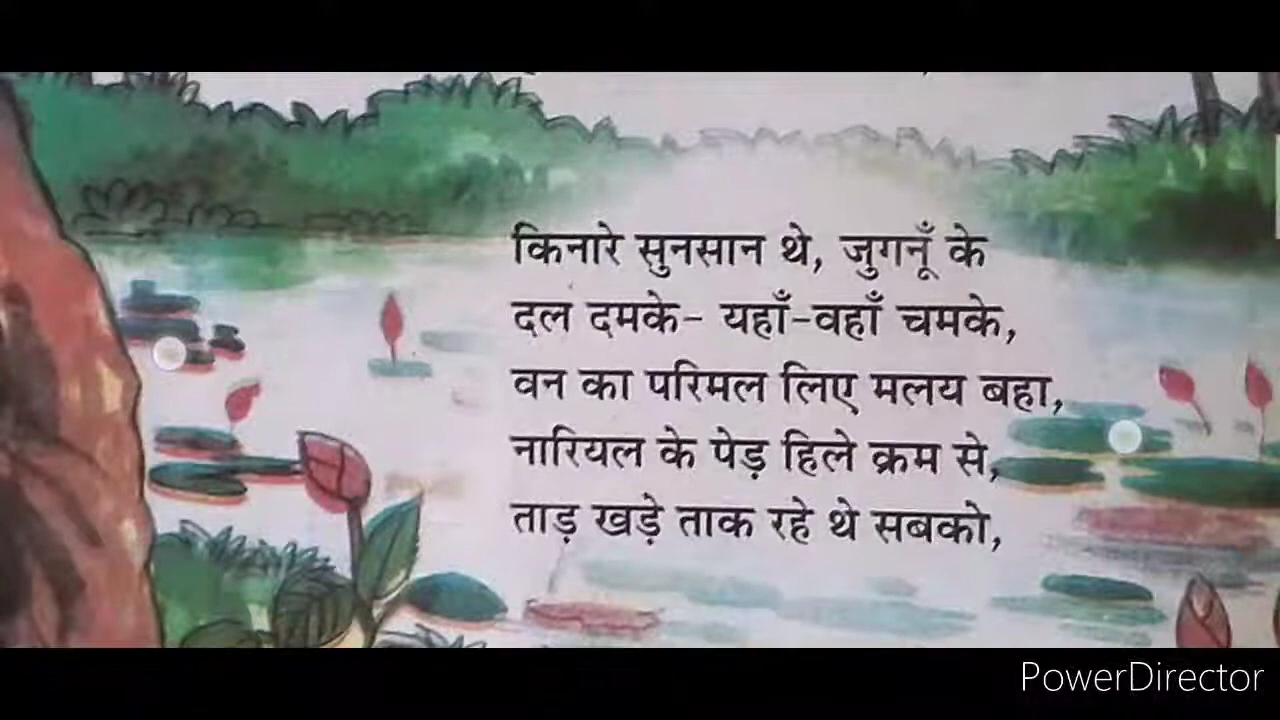 किनारे सुनसान थे, जुगनूँ के
दल दमके- यहाँ-वहाँ चमके,
वन का परिमल लिए मलय बहा,
नारियल के पेड़ हिले क्रम से,
ताड़ खड़े ताक रहे थे सबको,
PowerDirector